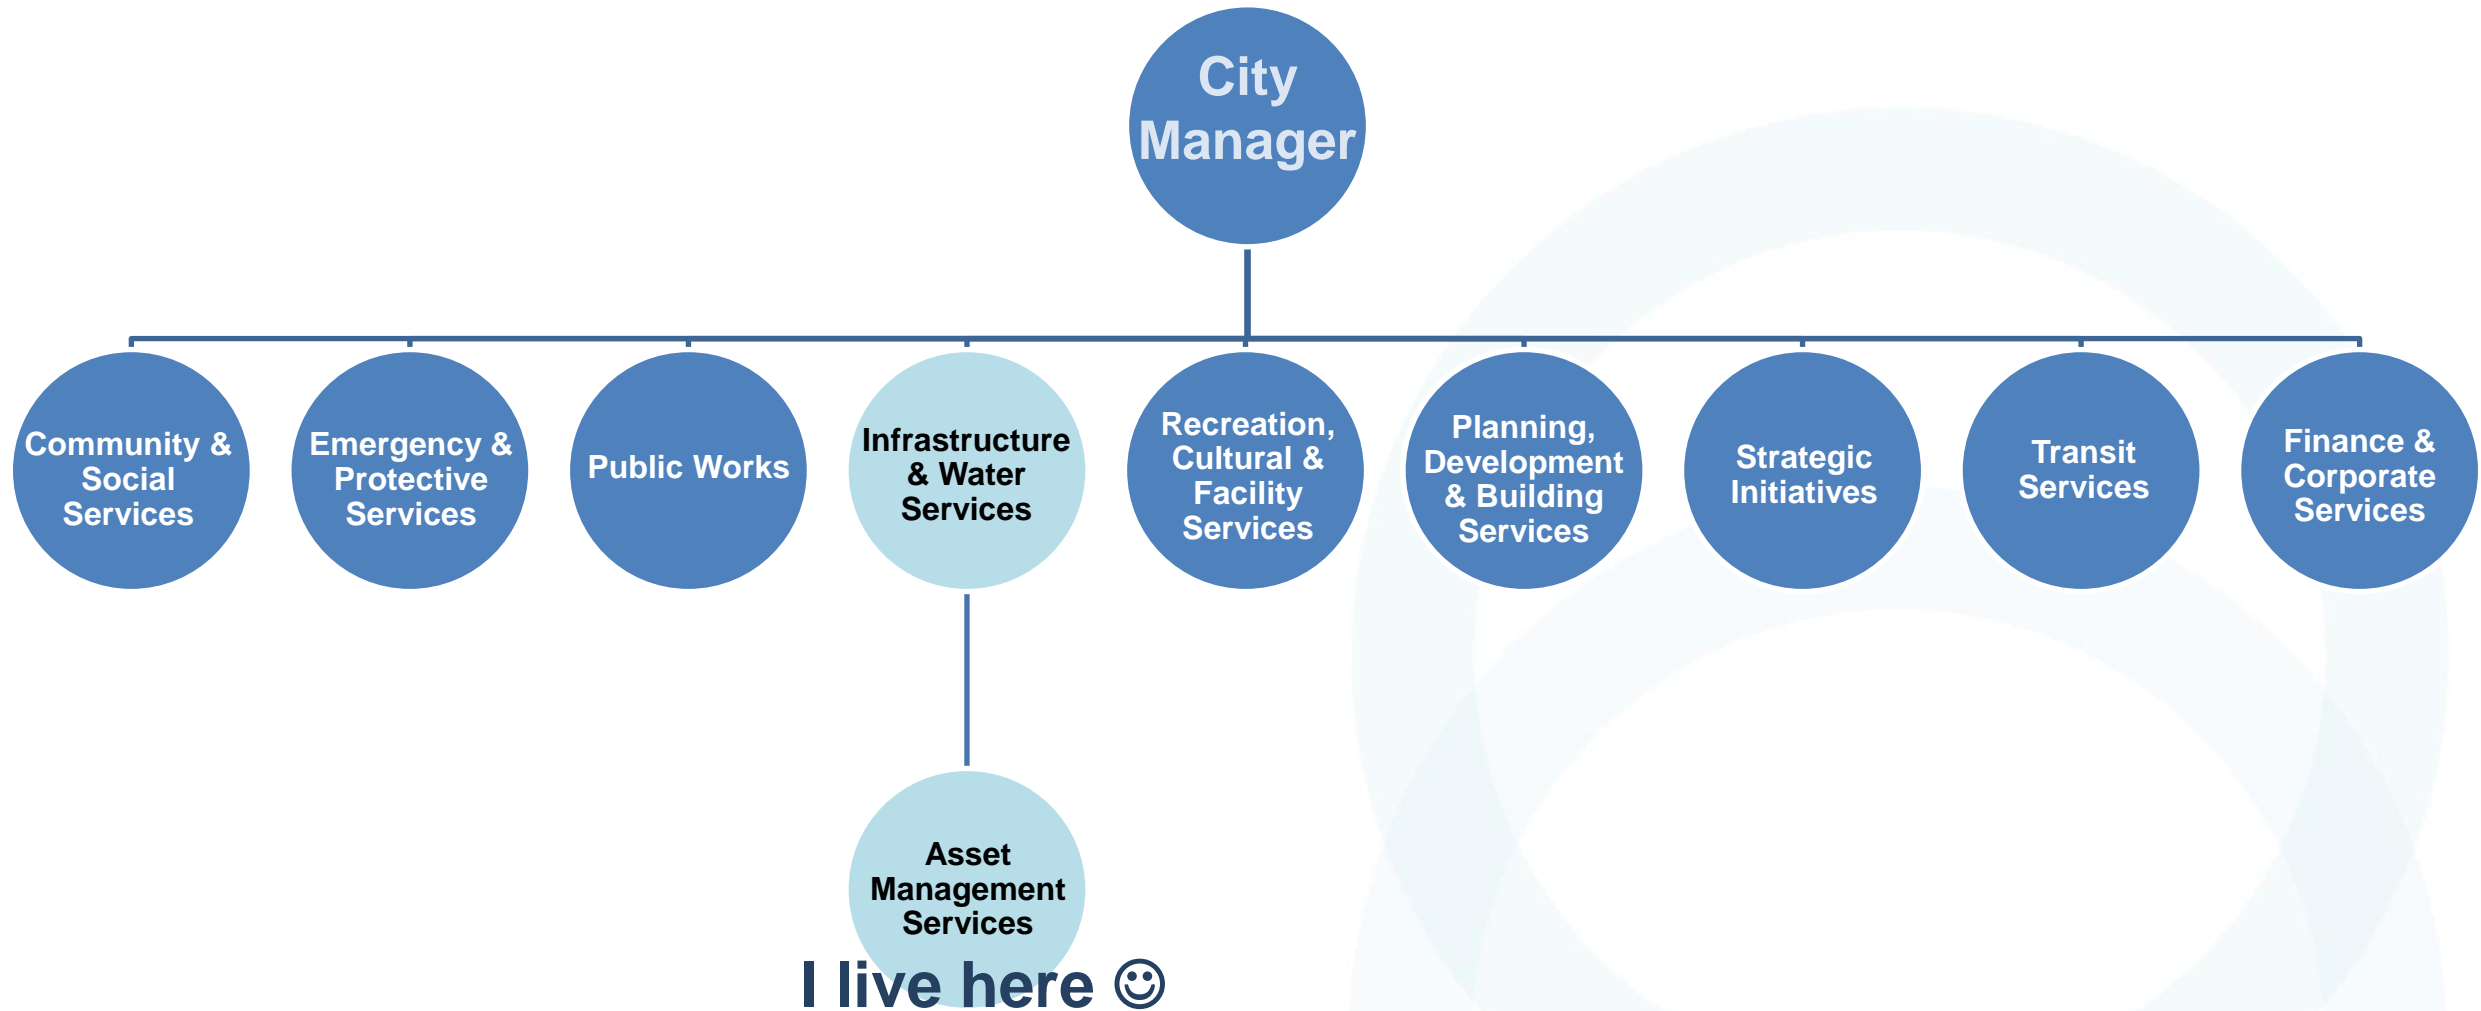 City
Manager
Community &
Social
Services
Emergency &
Protective
Services
Public Works
Infrastructure
& Water
Services
Recreation,
Cultural &
Facility
Services
Planning,
Development
& Building
Services
Strategic
Initiatives
Transit
Services
Finance &
Corporate
Services
Asset
Management
Services
I live here ☺